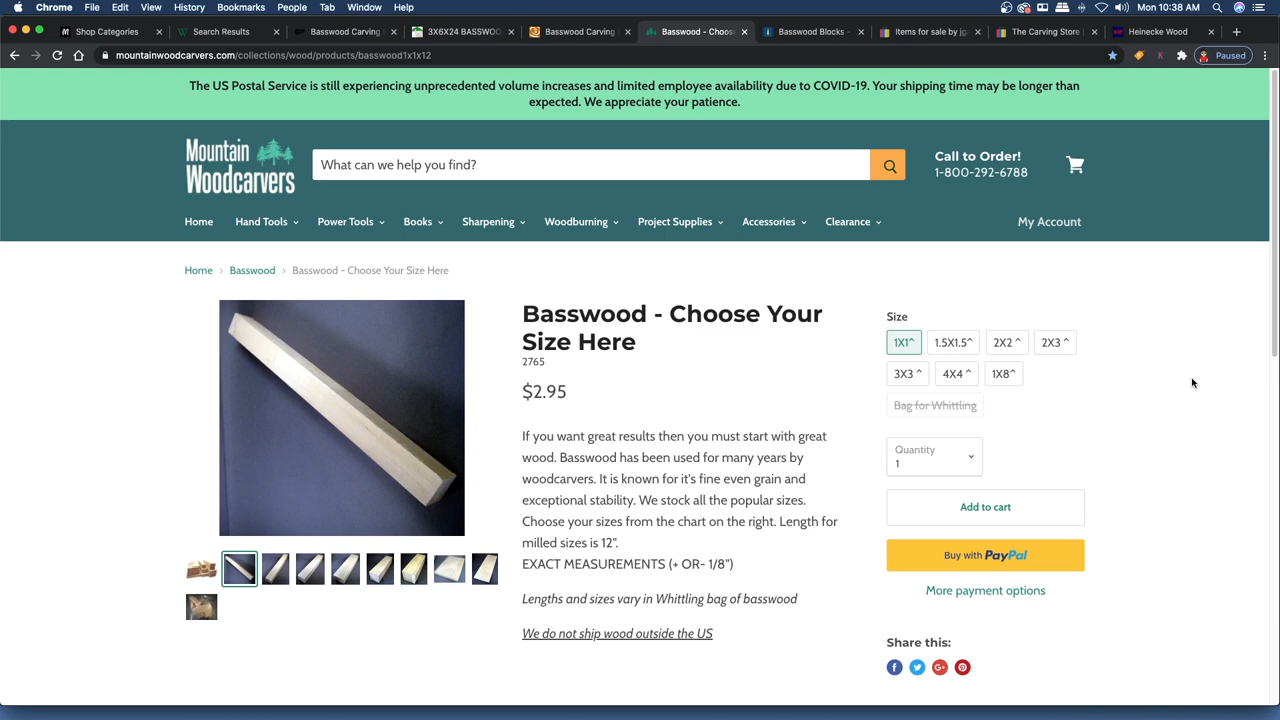 Chrome File Edit View History Bookmarks People Tab Window Help Mon 10:38 AM
Shop Categories Search Results Basswood Carving 3X6X24 BASSWO Basswood Carving Basswood - Choos Basswood Blocks - Items for sale by jg The Carving Store Heinecke Wood
mountainwoodcarvers.com/collections/wood/products/basswood1x1x12 Paused
The US Postal Service is still experiencing unprecedented volume increases and limited employee availability due to COVID-19. Your shipping time may be longer than
expected. We appreciate your patience.
Mountain
Woodcarvers
What can we help you find?
Call to Order!
1-800-292-6788
Home Hand Tools Power Tools Books Sharpening Woodburning Project Supplies Accessories Clearance My Account
Home › Basswood › Basswood - Choose Your Size Here
Basswood - Choose Your
Size Here
2765
$2.95
If you want great results then you must start with great
wood. Basswood has been used for many years by
woodcarvers. It is known for it's fine even grain and
exceptional stability. We stock all the popular sizes.
Choose your sizes from the chart on the right. Length for
milled sizes is 12".
EXACT MEASUREMENTS (+ OR- 1/8")
Lengths and sizes vary in Whittling bag of basswood
We do not ship wood outside the US
Size
1X1^ 1.5X1.5^ 2X2 ^ 2X3 ^
3X3 ^ 4X4 ^ 1X8^
Bag for Whittling
Quantity
1
Add to cart
Buy with PayPal
More payment options
Share this: